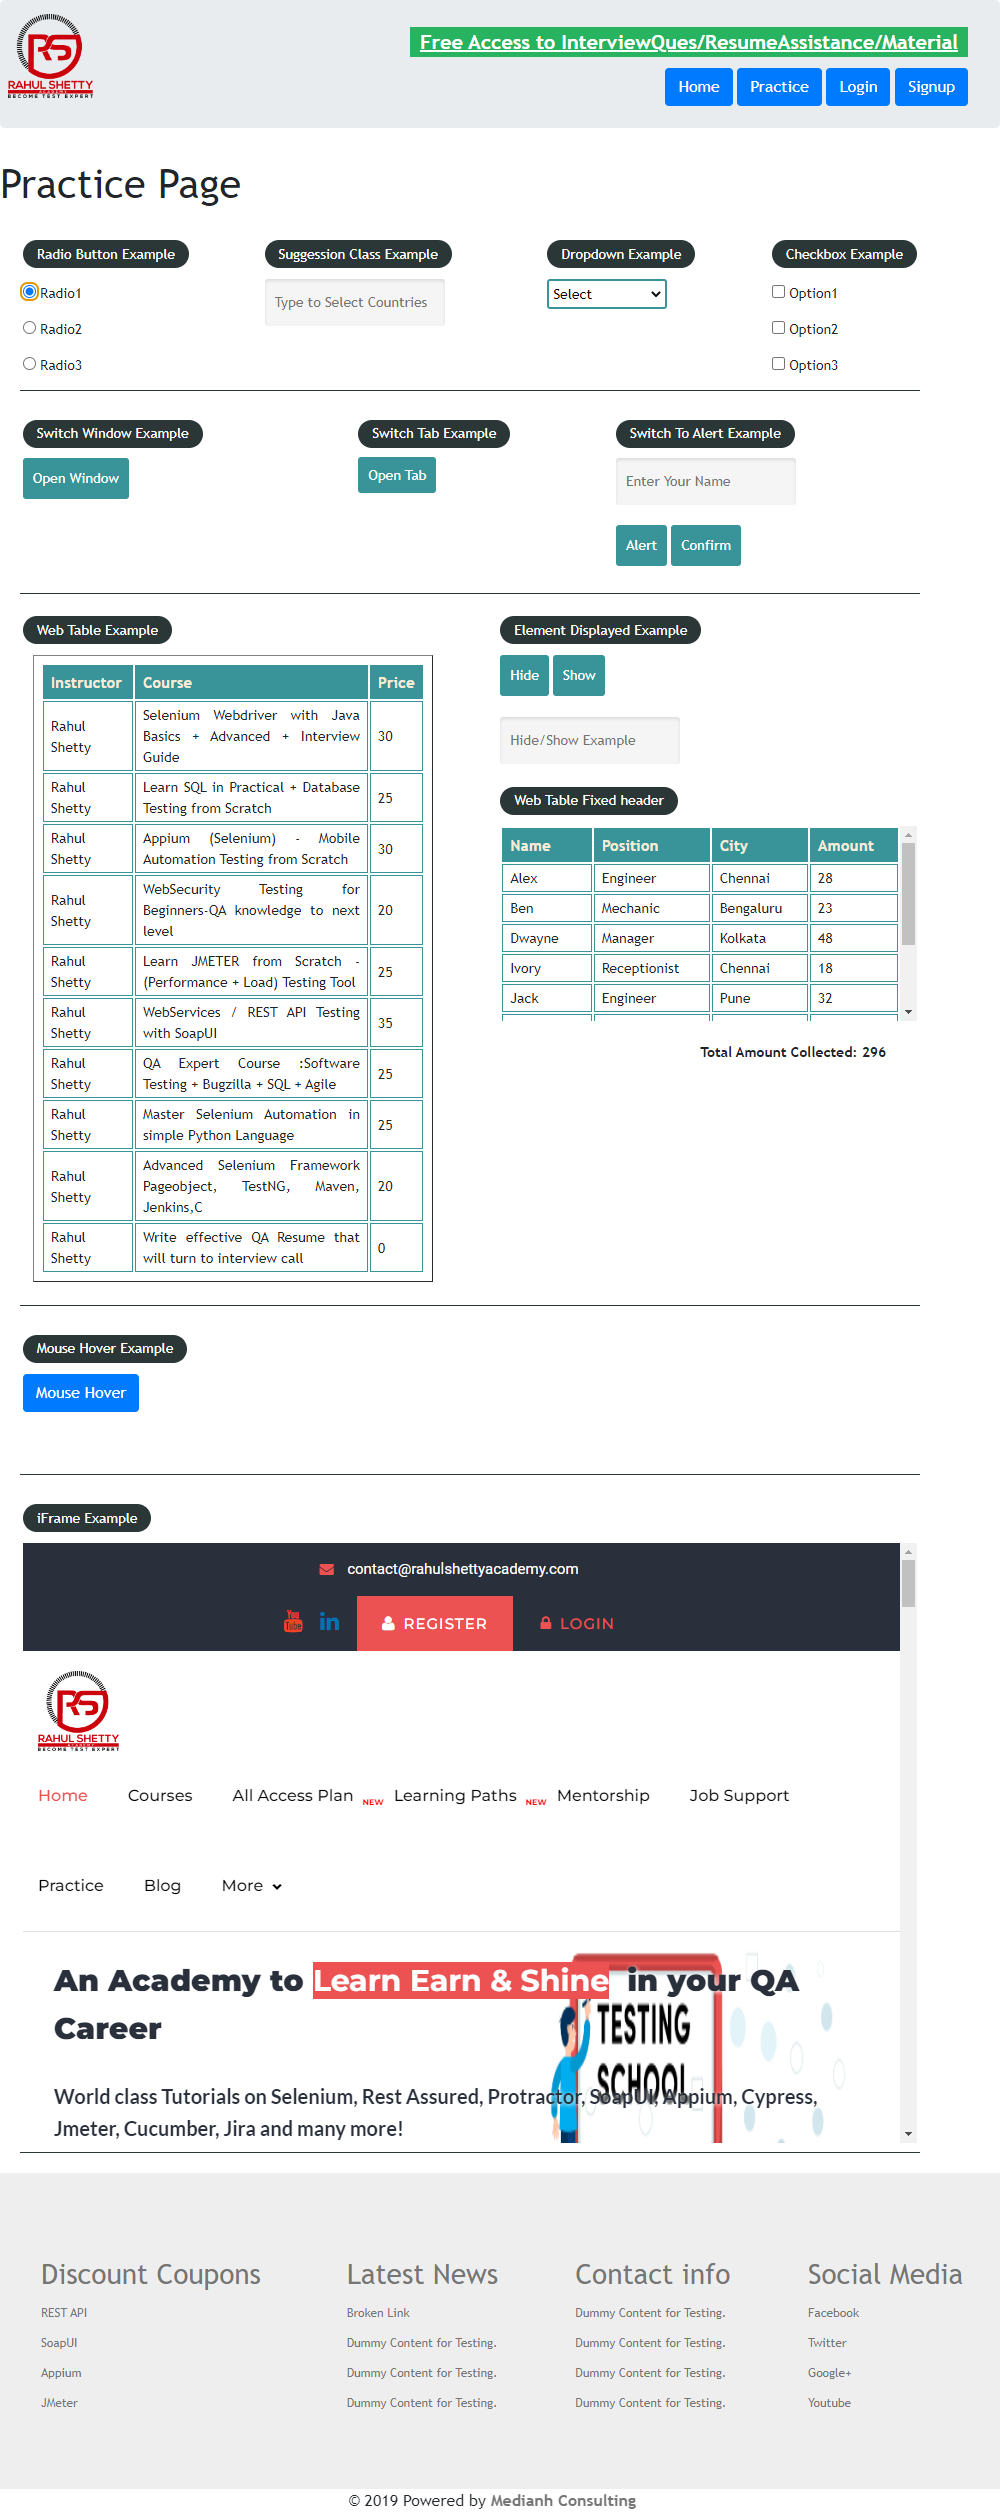 RAHUL SHETTY
ACADEMY
BECOME TEST EXPERT
Free Access to InterviewQues/ResumeAssistance/Material
Home Practice Login Signup
Practice Page
Radio Button Example
Radio1
Radio2
Radio3
Suggession Class Example
Type to Select Countries
Dropdown Example
Select
Checkbox Example
Option1
Option2
Option3
Switch Window Example
Open Window
Switch Tab Example
Open Tab
Switch To Alert Example
Enter Your Name
Alert Confirm
Web Table Example
Instructor Course Price
Rahul Shetty Selenium Webdriver with Java Basics + Advanced + Interview Guide 30
Rahul Shetty Learn SQL in Practical + Database Testing from Scratch 25
Rahul Shetty Appium (Selenium) - Mobile Automation Testing from Scratch 30
Rahul Shetty WebSecurity Testing for Beginners-QA knowledge to next level 20
Rahul Shetty Learn JMETER from Scratch - (Performance + Load) Testing Tool 25
Rahul Shetty WebServices / REST API Testing with SoapUI 35
Rahul Shetty QA Expert Course :Software Testing + Bugzilla + SQL + Agile 25
Rahul Shetty Master Selenium Automation in simple Python Language 25
Rahul Shetty Advanced Selenium Framework Pageobject, TestNG, Maven, Jenkins,C 20
Rahul Shetty Write effective QA Resume that will turn to interview call 0
Element Displayed Example
Hide Show
Hide/Show Example
Web Table Fixed header
Name Position City Amount
Alex Engineer Chennai 28
Ben Mechanic Bengaluru 23
Dwayne Manager Kolkata 48
Ivory Receptionist Chennai 18
Jack Engineer Pune 32
Total Amount Collected: 296
Mouse Hover Example
Mouse Hover
iFrame Example
contact@rahulshettyacademy.com
You Tube in REGISTER LOGIN
RAHUL SHETTY
ACADEMY
BECOME TEST EXPERT
Home Courses All Access Plan NEW Learning Paths NEW Mentorship Job Support
Practice Blog More
An Academy to Learn Earn & Shine in your QA
Career
TESTING
SCHOOL
World class Tutorials on Selenium, Rest Assured, Protractor, SoapUI, Appium, Cypress,
Jmeter, Cucumber, Jira and many more!
Discount Coupons
REST API
SoapUI
Appium
JMeter
Latest News
Broken Link
Dummy Content for Testing.
Dummy Content for Testing.
Dummy Content for Testing.
Contact info
Dummy Content for Testing.
Dummy Content for Testing.
Dummy Content for Testing.
Dummy Content for Testing.
Social Media
Facebook
Twitter
Google+
Youtube
© 2019 Powered by Medianh Consulting